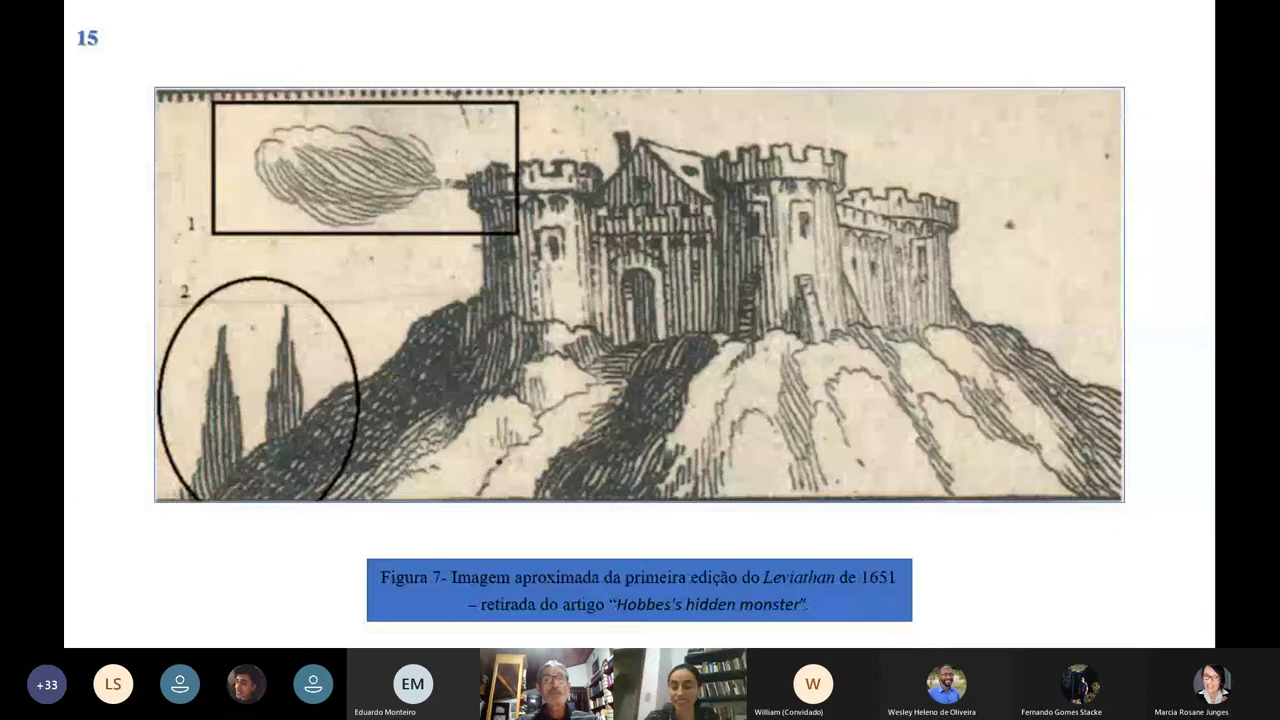 15
1
2
Figura 7- Imagem aproximada da primeira edição do Leviathan de 1651
– retirada do artigo “Hobbes's hidden monster”.
+33
LS
EM
W
Eduardo Monteiro
William (Convidado)
Wesley Heleno de Oliveira
Fernando Gomes Stacke
Marcia Rosane Junges